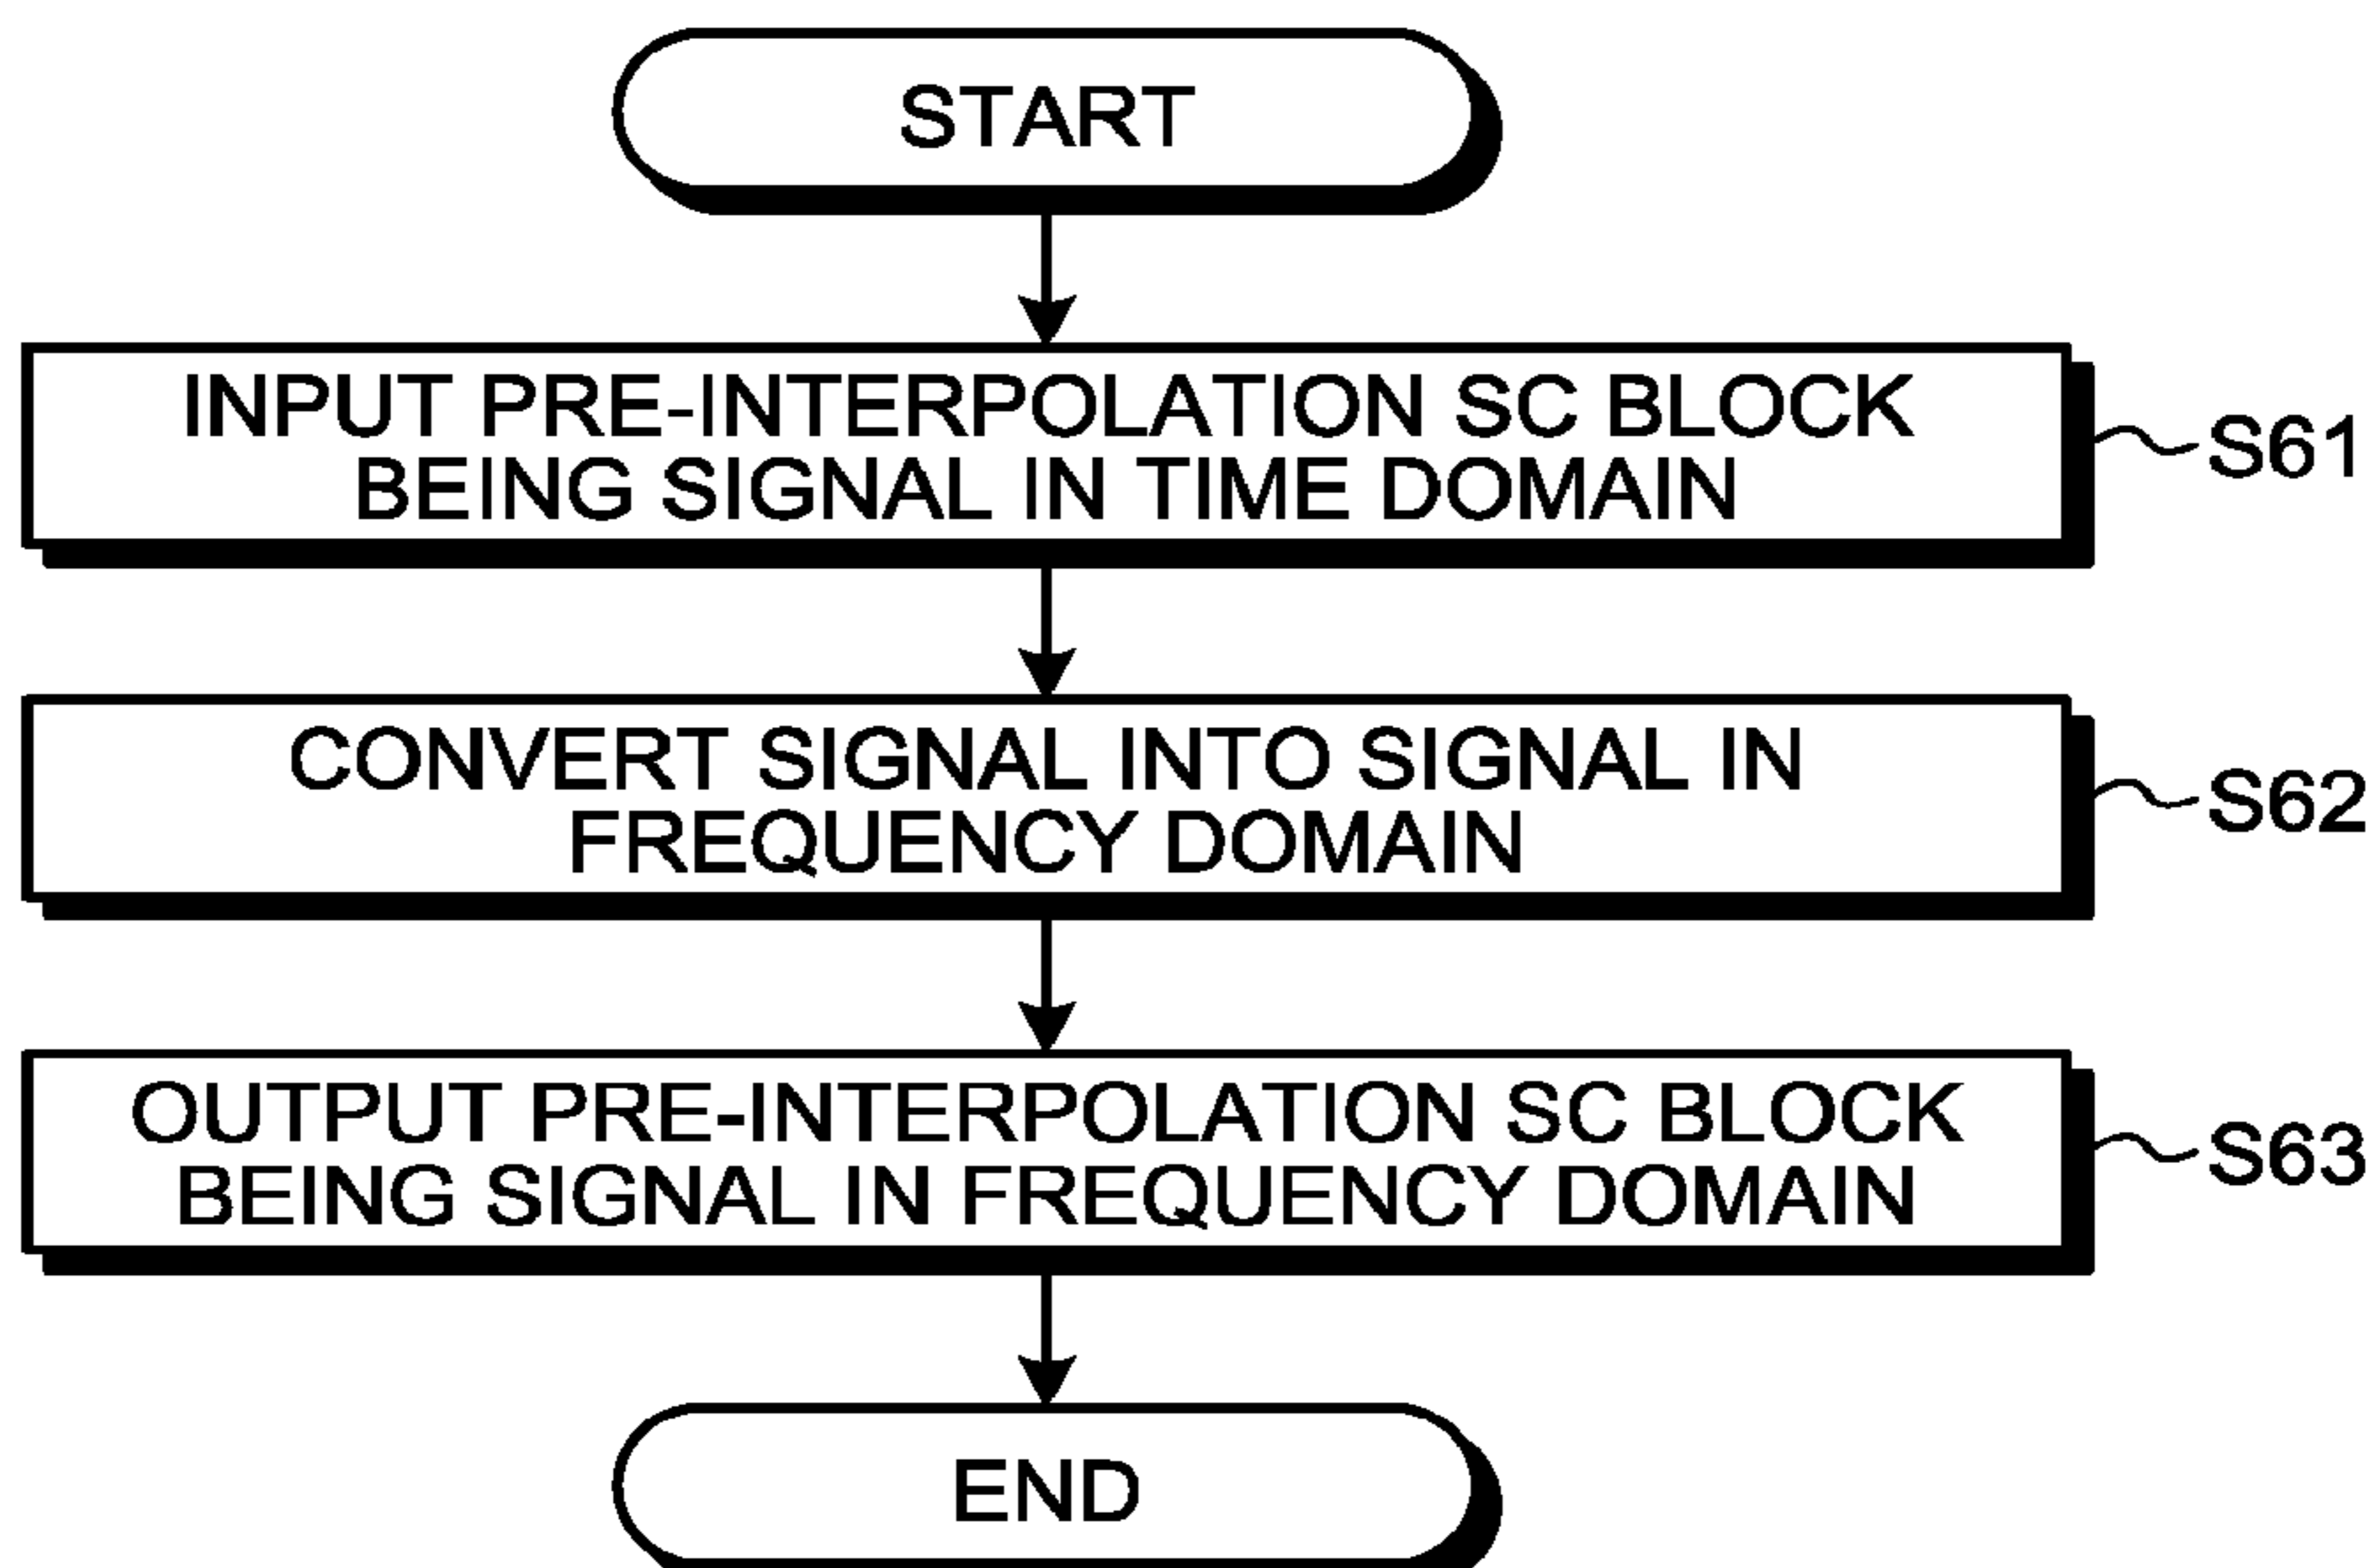 START
INPUT PRE-INTERPOLATION SC BLOCK
BEING SIGNAL IN TIME DOMAIN
S61
CONVERT SIGNAL INTO SIGNAL IN
FREQUENCY DOMAIN
S62
OUTPUT PRE-INTERPOLATION SC BLOCK
BEING SIGNAL IN FREQUENCY DOMAIN
S63
END